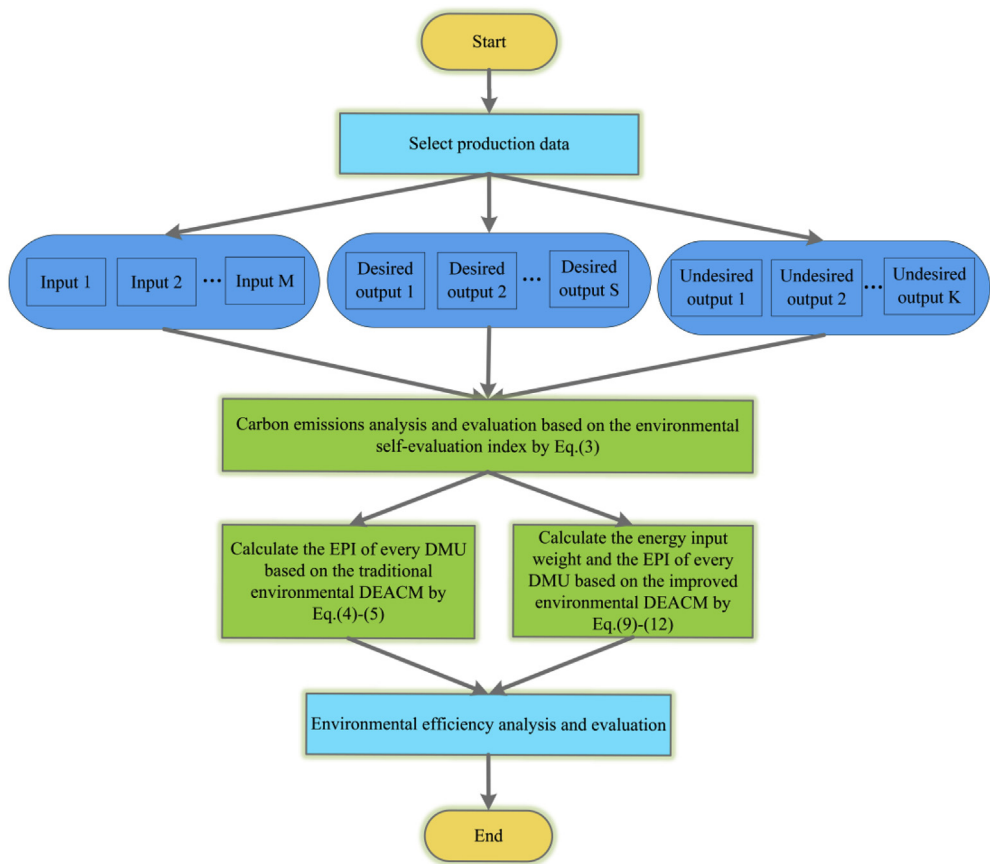 Start
Select production data
Input 1
Input 2
...
Input M
Desired
output 1
Desired
output 2
...
Desired
output S
Undesired
output 1
Undesired
output 2
...
Undesired
output K
Carbon emissions analysis and evaluation based on the environmental
self-evaluation index by Eq.(3)
Calculate the EPI of every DMU
based on the traditional
environmental DEACM by
Eq.(4)-(5)
Calculate the energy input
weight and the EPI of every
DMU based on the improved
environmental DEACM by
Eq.(9)-(12)
Environmental efficiency analysis and evaluation
End